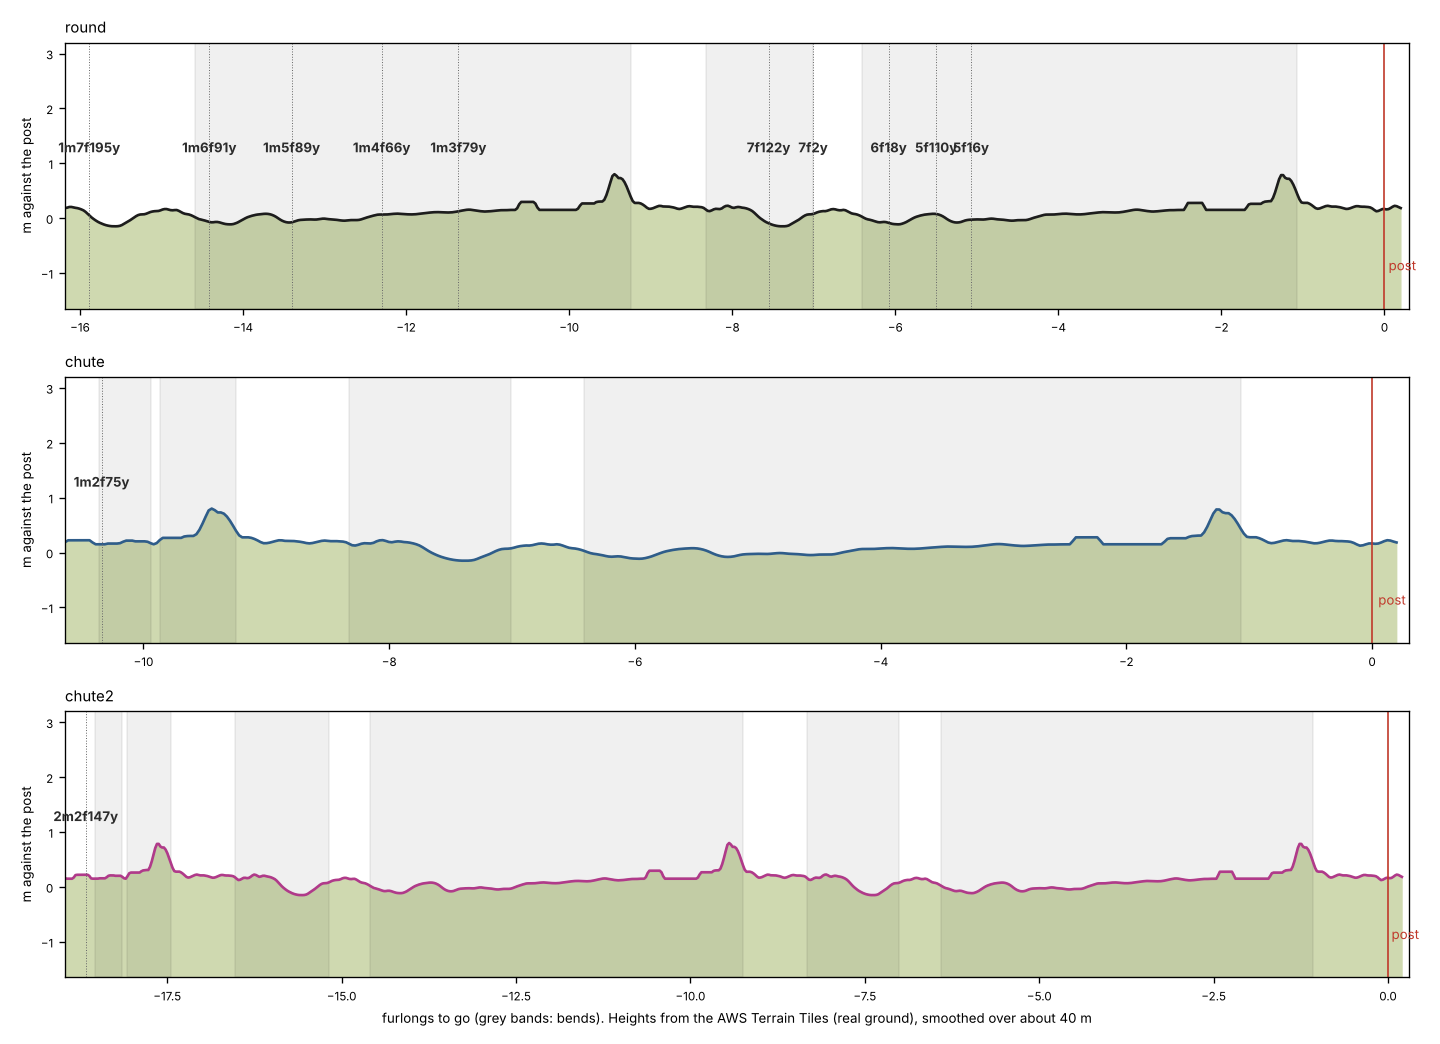 round
3
2
1
0
−1
m against the post
1m7f195y
1m6f91y
1m5f89y
1m4f66y
1m3f79y
7f122y
7f2y
6f18y
5f110y
5f16y
post
−16
−14
−12
−10
−8
−6
−4
−2
0
chute
3
2
1
0
−1
m against the post
1m2f75y
post
−10
−8
−6
−4
−2
0
chute2
3
2
1
0
−1
m against the post
2m2f147y
post
−17.5
−15.0
−12.5
−10.0
−7.5
−5.0
−2.5
0.0
furlongs to go (grey bands: bends). Heights from the AWS Terrain Tiles (real ground), smoothed over about 40 m